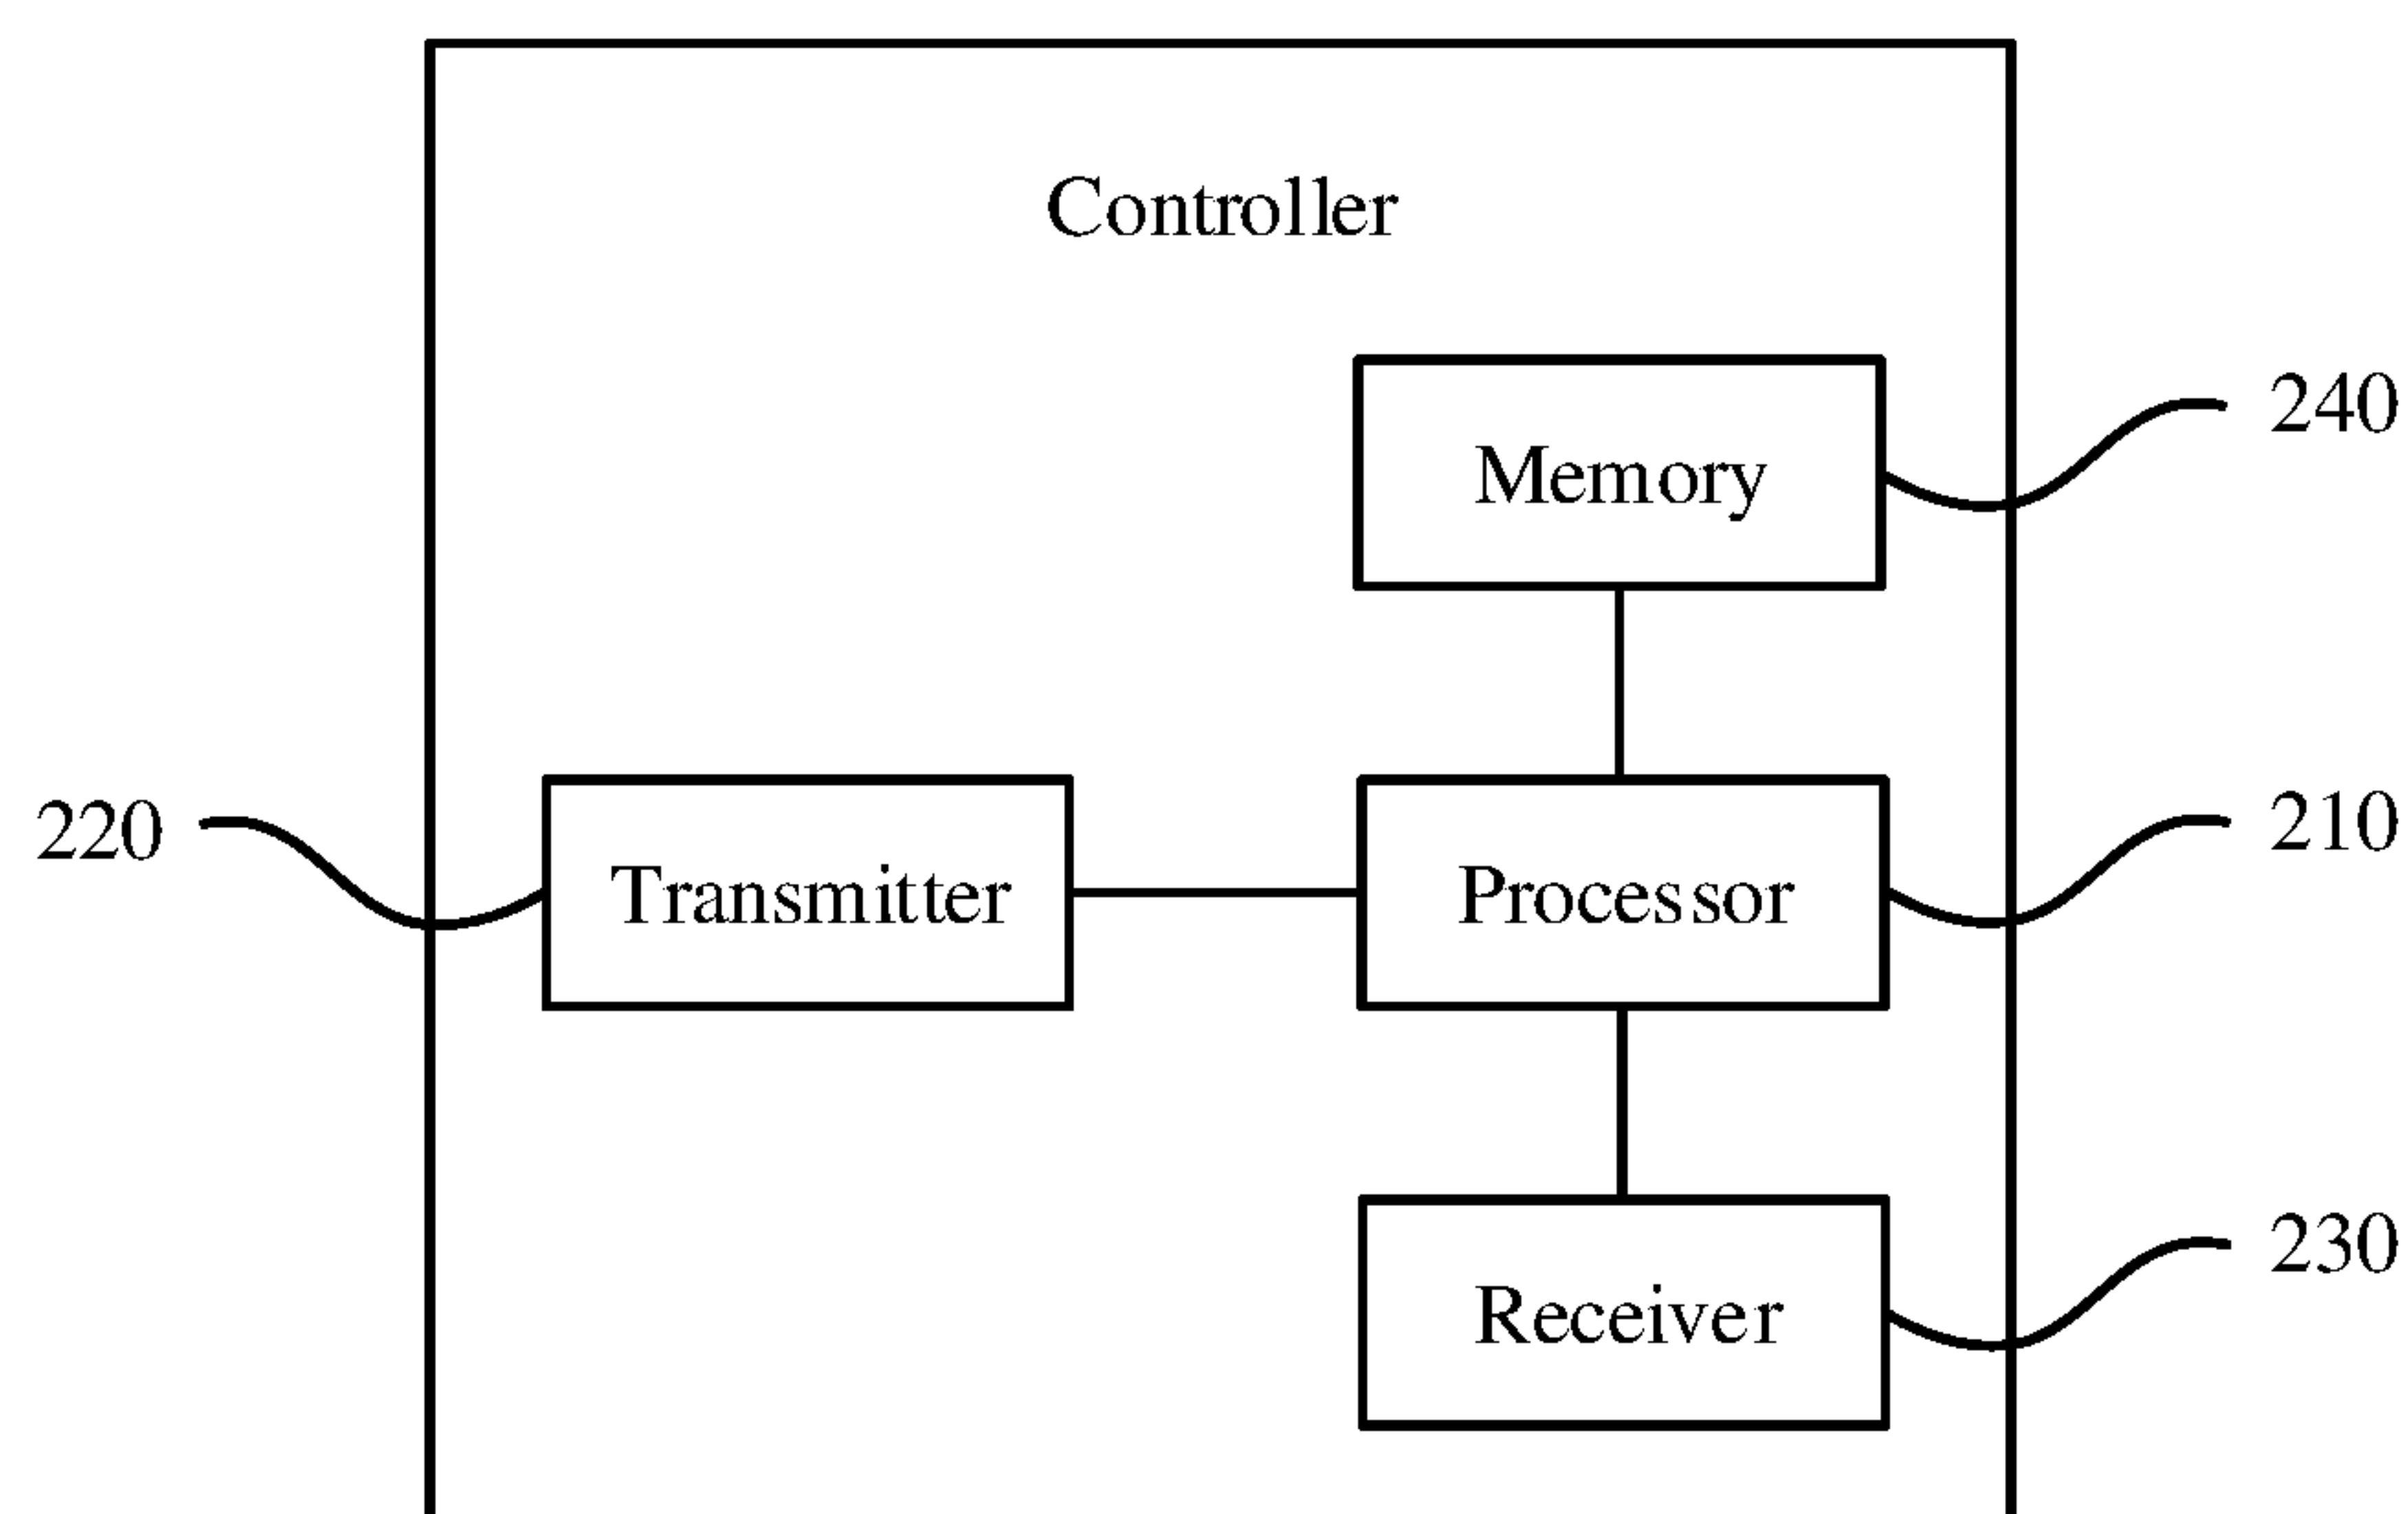 Controller
Memory
240
220
Transmitter
Processor
210
Receiver
230